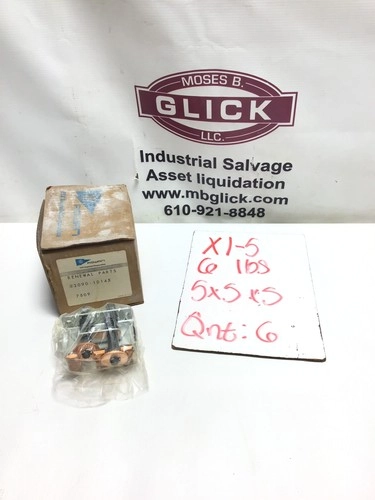 MOSES B.
GLICK
LLC.
Industrial Salvage
Asset liquidation
www.mbglick.com
610-921-8848
GENERAL PARTS
X1-5
6 lbs
5x5x5
Qnt: 6